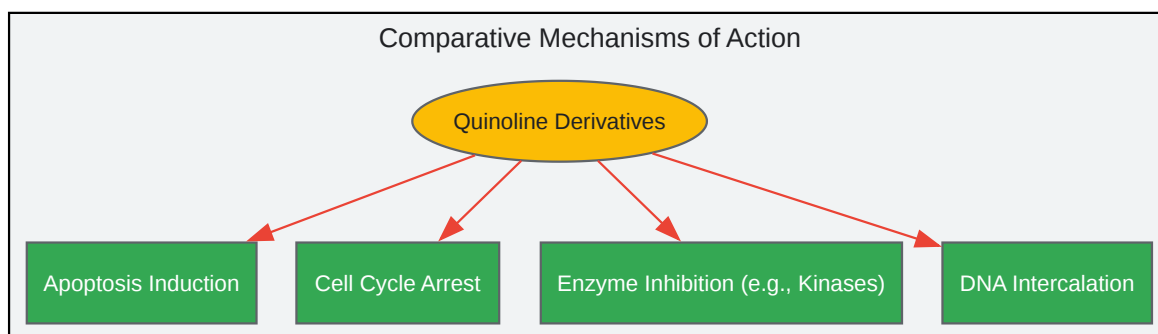 Comparative Mechanisms of Action
Quinoline Derivatives
Apoptosis Induction
Cell Cycle Arrest
Enzyme Inhibition (e.g., Kinases)
DNA Intercalation